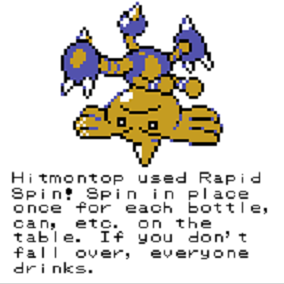 Hitmontop used Rapid
Spin! Spin in place
once for each bottle,
can, etc. on the
table. If you don't
fall over, everyone
drinks.